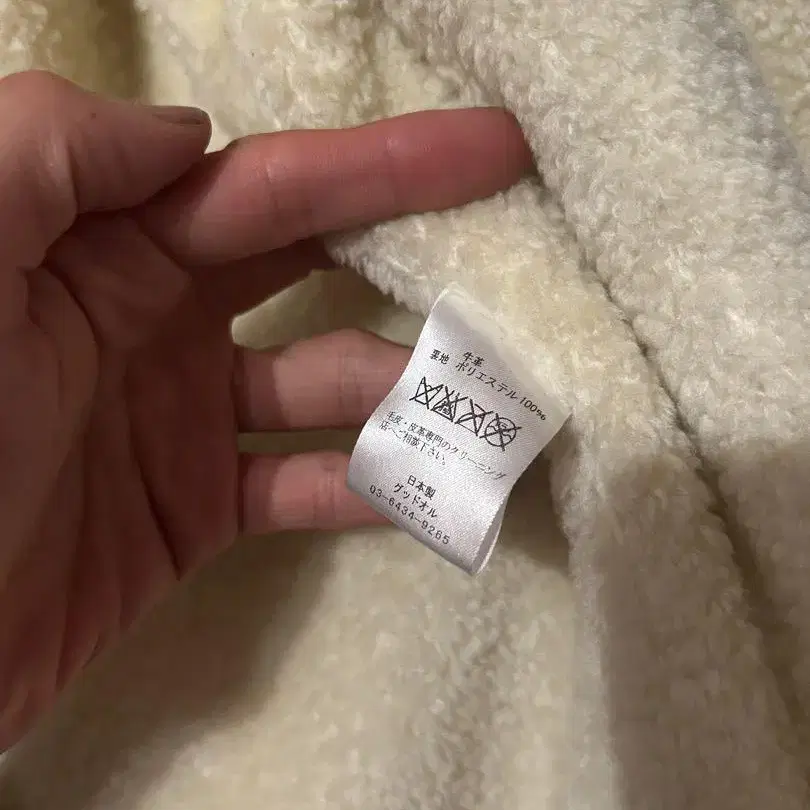 牛革
裏地 ポリエステル100%
毛皮・皮革専門のクリーニング
店へご相談下さい。
日本製
グッドオル
03-6434-9265